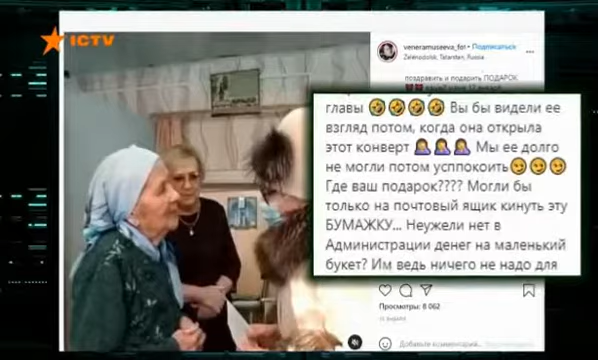 ICTV
veneramuseeva_fot • Подписаться
Zelenodolsk, Tatarstan, Russia
поздравить и подарить ПОДАРОК
главы 🤣🤣🤣🤣 Вы бы видели ее
взгляд потом, когда она открыла
этот конверт 🤦‍♀️🤦‍♀️🤦‍♀️ Мы ее долго
не могли потом усппокоить😏😏😏
Где ваш подарок???? Могли бы
только на почтовый ящик кинуть эту
БУМАЖКУ... Неужели нет в
Администрации денег на маленький
букет? Им ведь ничего не надо для
Просмотры: 8 062
Добавьте комментарий...